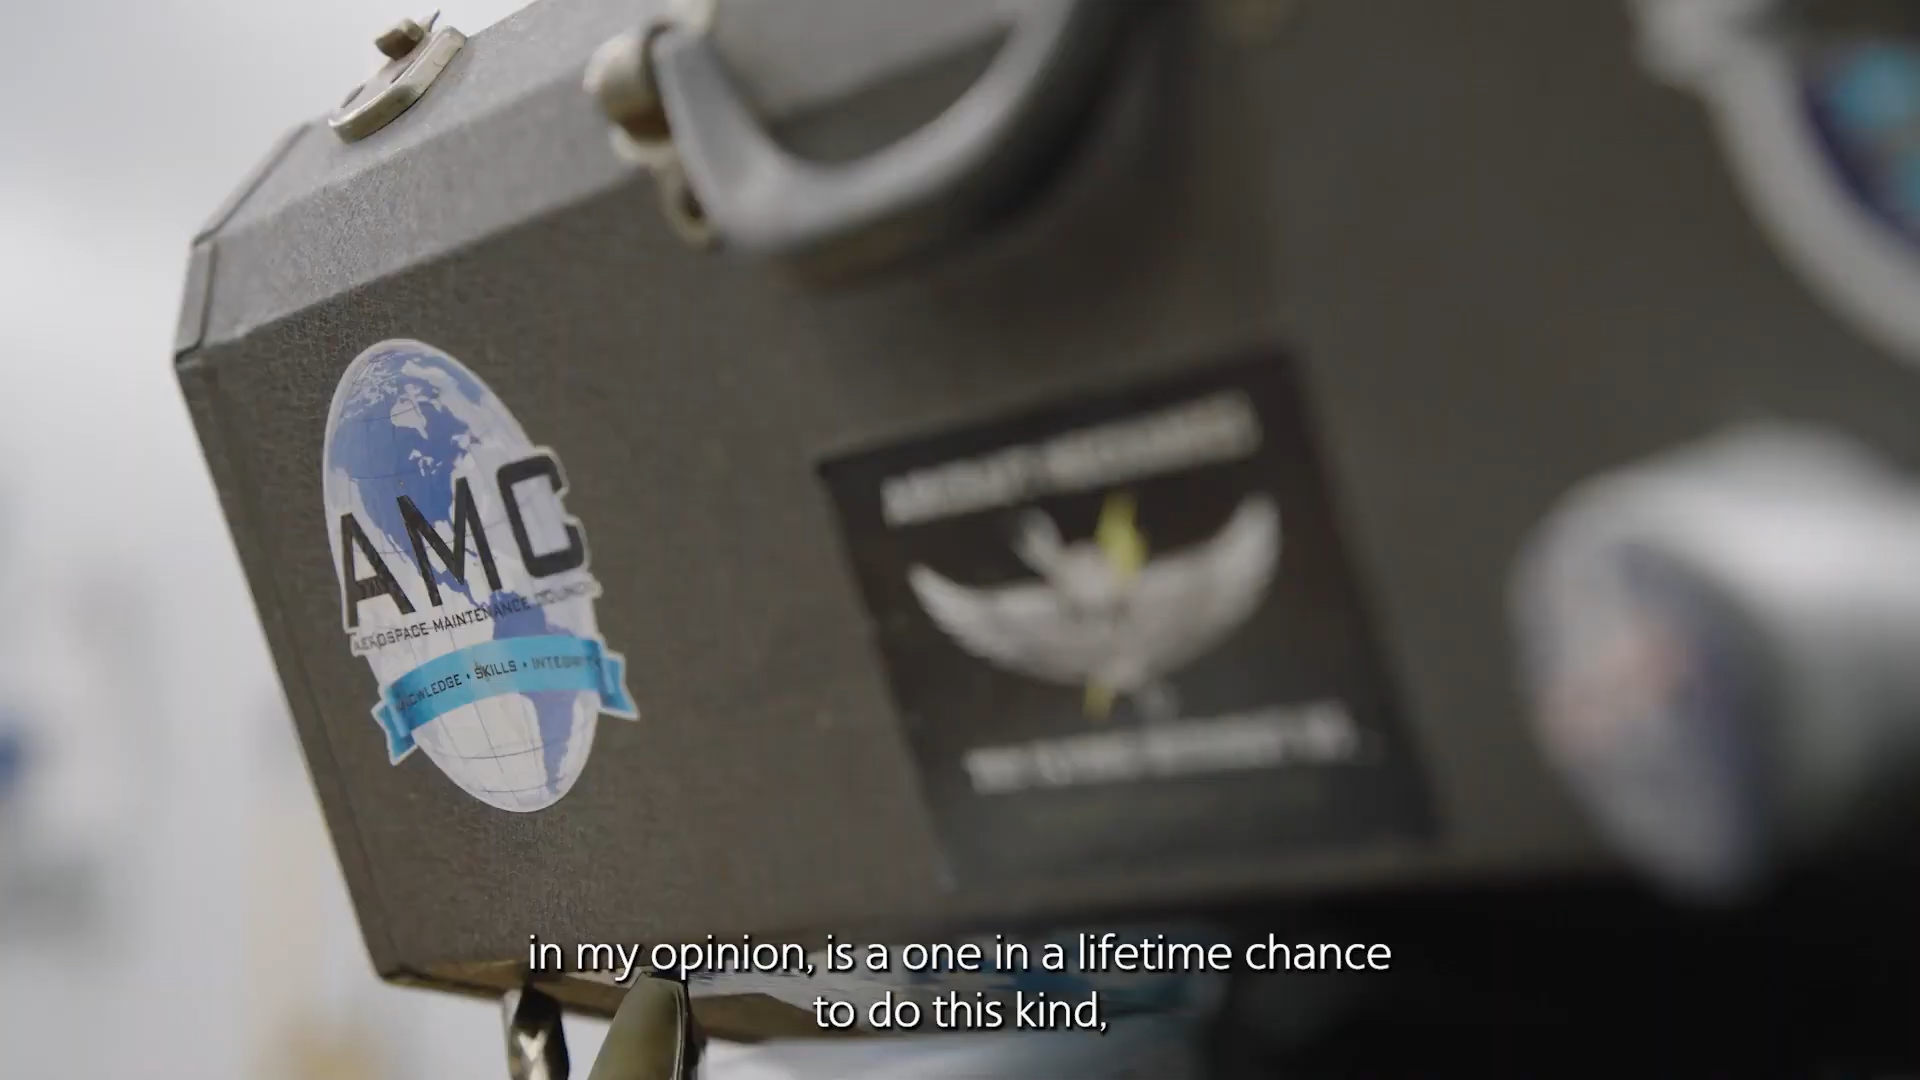 AMC
AEROSPACE MAINTENANCE COUNCIL
KNOWLEDGE • SKILLS • INTEGRITY
in my opinion, is a one in a lifetime chance
to do this kind,